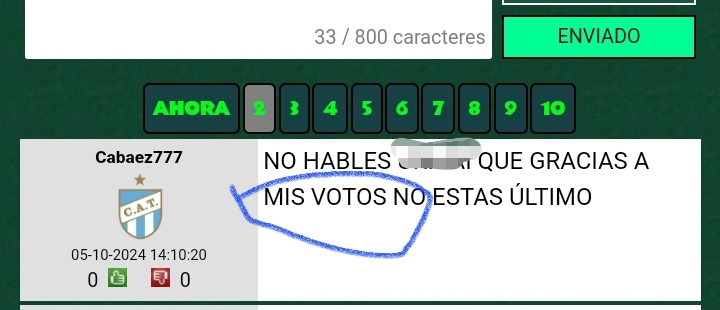 33 / 800 caracteres
ENVIADO
AHORA 2 3 4 5 6 7 8 9 10
Cabaez777
C.A.T.
05-10-2024 14:10:20
0 0
NO HABLES QUE GRACIAS A
MIS VOTOS NO ESTAS ÚLTIMO